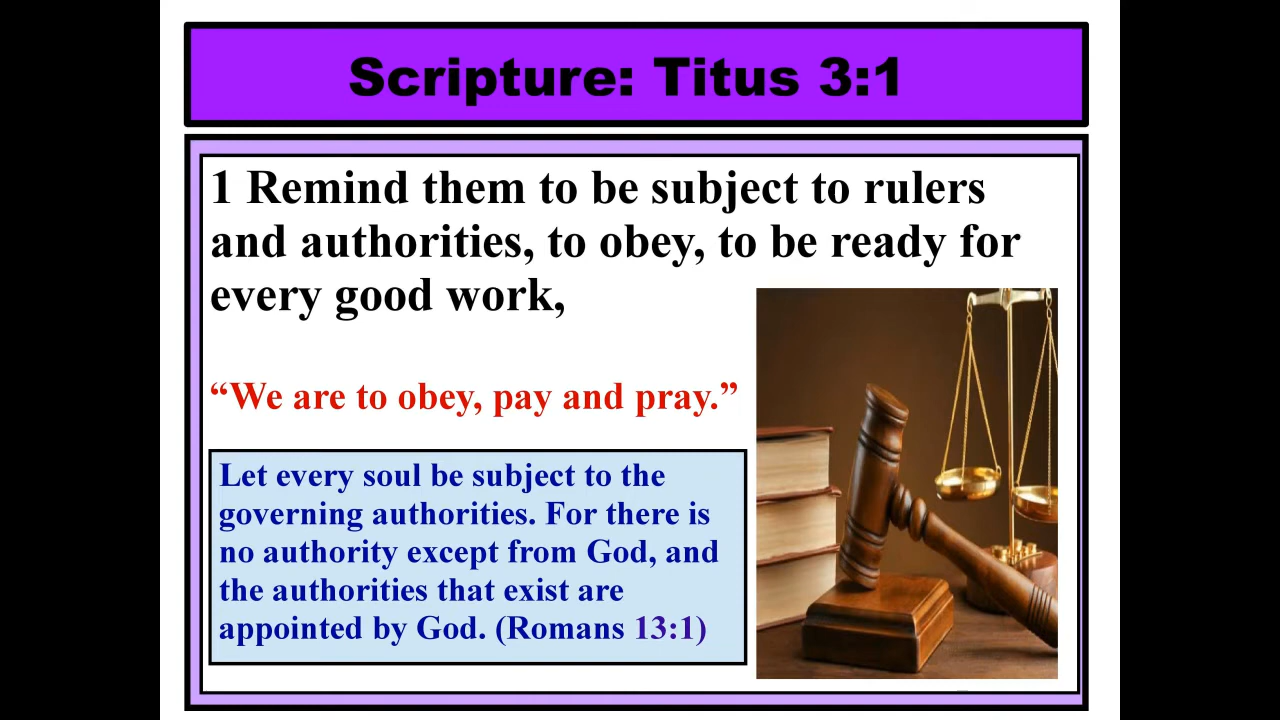 Scripture: Titus 3:1
1 Remind them to be subject to rulers
and authorities, to obey, to be ready for
every good work,
“We are to obey, pay and pray.”
Let every soul be subject to the
governing authorities. For there is
no authority except from God, and
the authorities that exist are
appointed by God. (Romans 13:1)